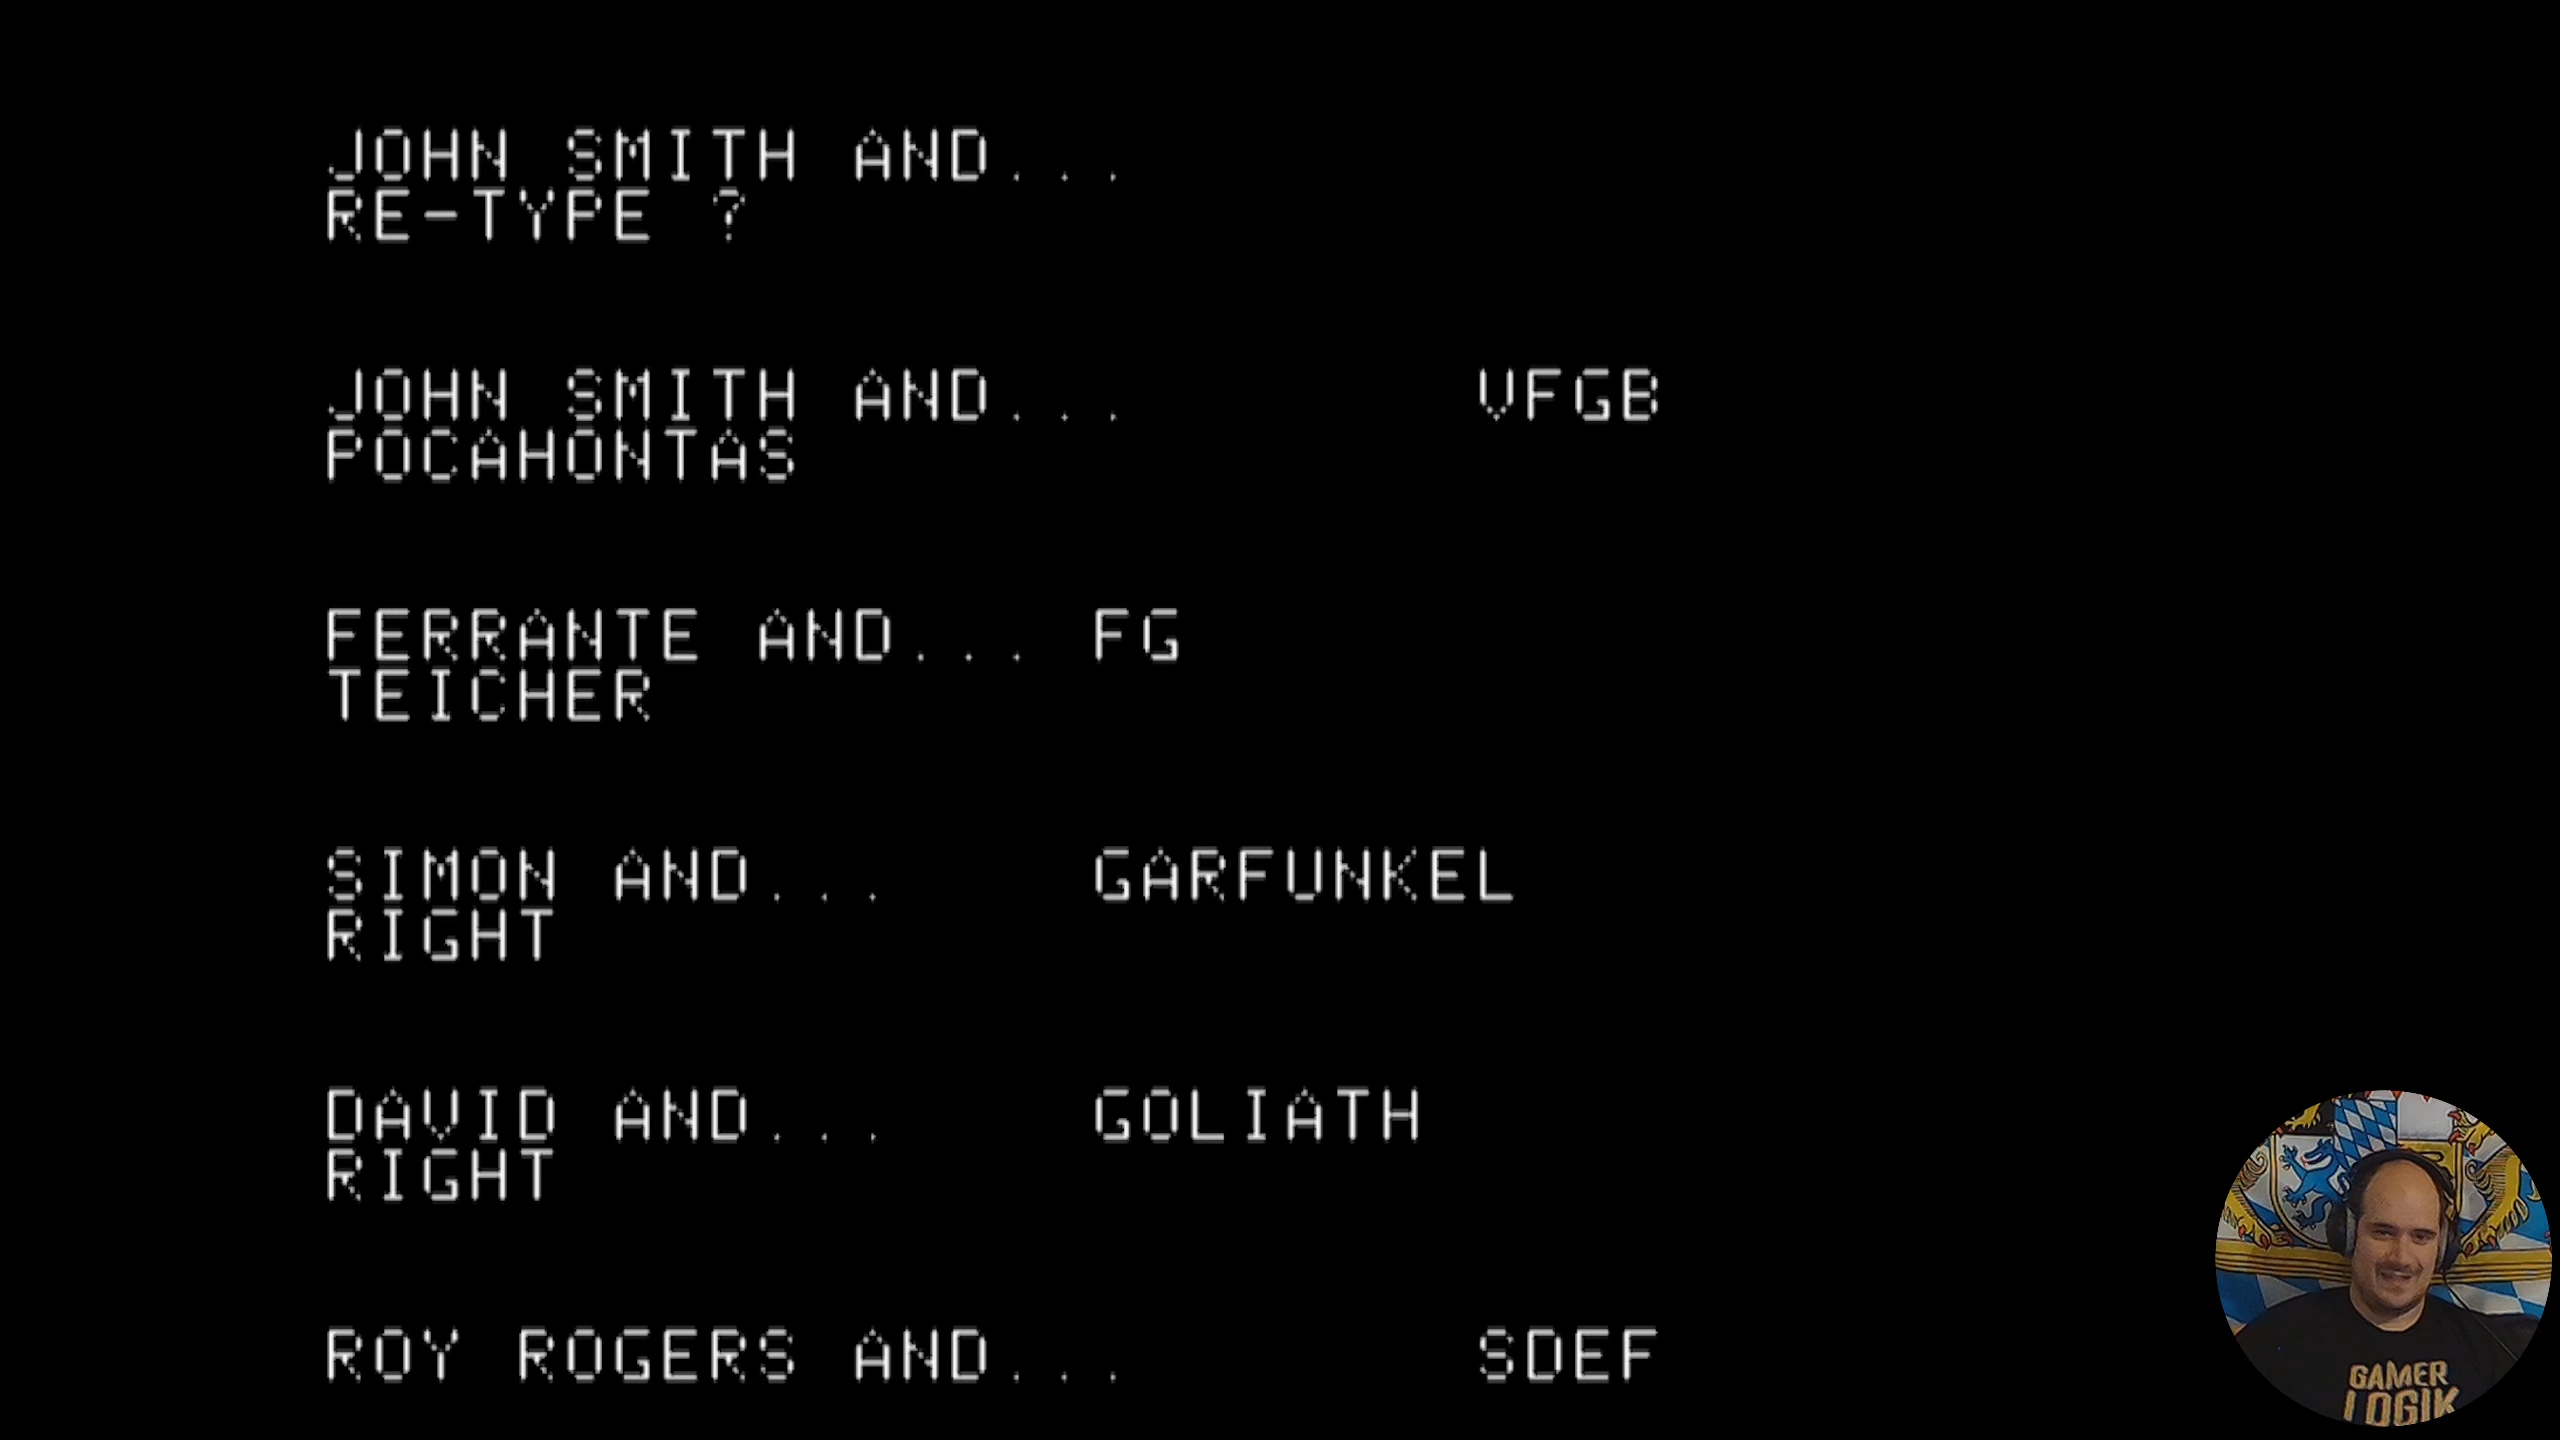 JOHN SMITH AND...
RE-TYPE ?
JOHN SMITH AND... VFGB
POCAHONTAS
FERRANTE AND... FG
TEICHER
SIMON AND... GARFUNKEL
RIGHT
DAVID AND... GOLIATH
RIGHT
ROY ROGERS AND... SDEF
GAMER
LOGIK